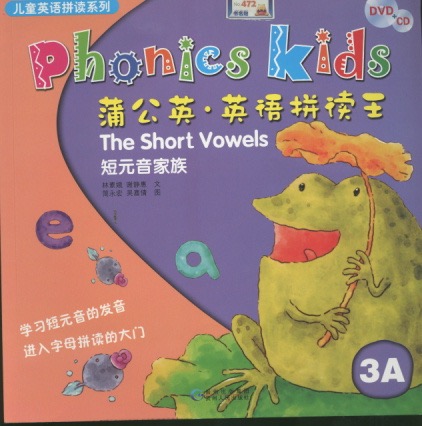 儿童英语拼读系列
No.472
DVD
+CD
Phonics Kids
蒲公英·英语拼读王
The Short Vowels
短元音家族
e
a
学习短元音的发音
进入字母拼读的大门
3A